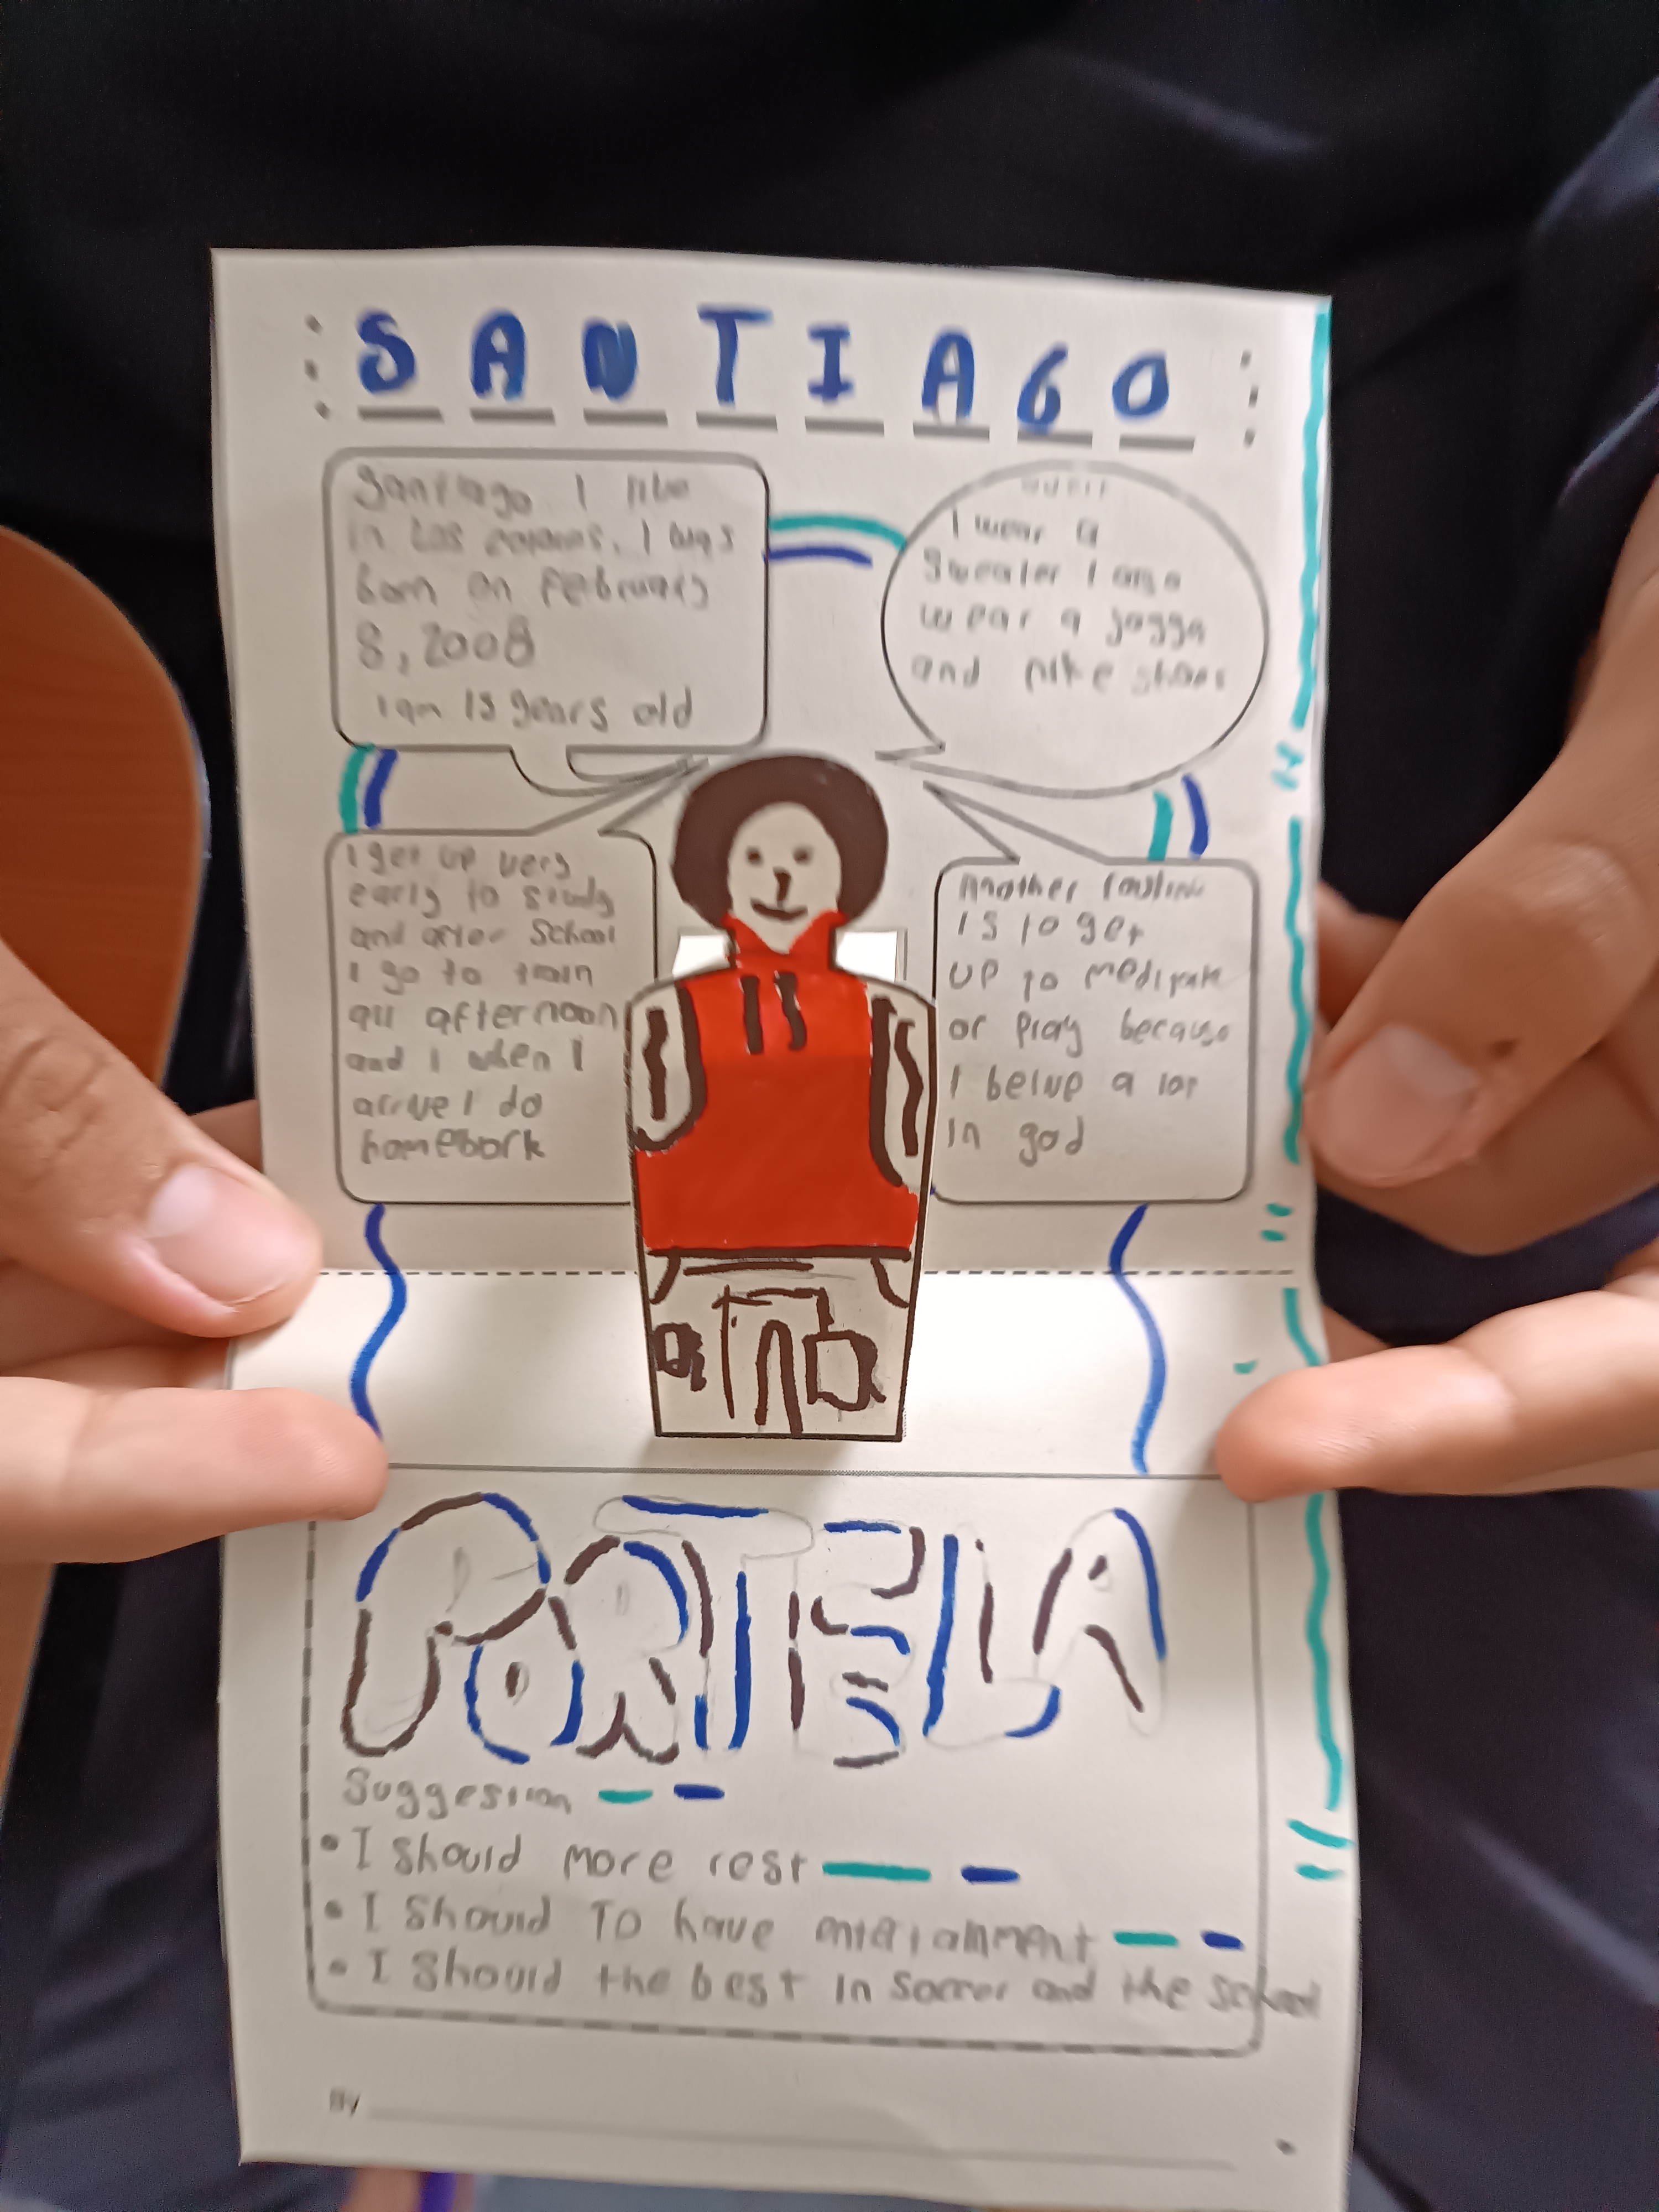 SANTIAGO
Santiago I like
in Los colores. I was
born on February
8, 2008
I am 15 years old
outfit
I wear a
Sweater I also
wear a jogga
and nike shoes
I get up very
early to study
and after School
I go to train
all afternoon
and I when I
arrive I do
homebork
Another routine
is to get
up to meditate
or pray because
I belive a lot
in god
PORTELA
Suggestion
• I should more rest
• I should To have entertainment
• I should the best in soccer and the school
By